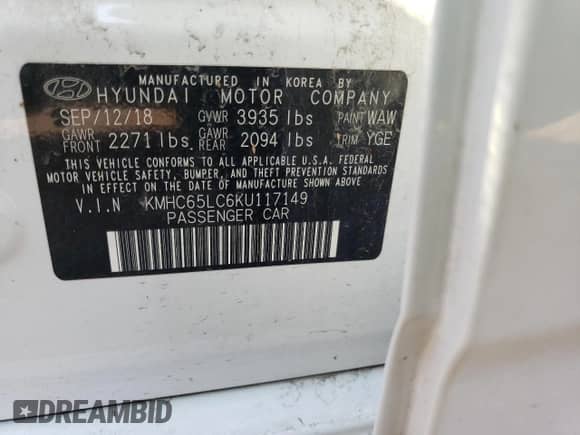 MANUFACTURED IN KOREA BY
HYUNDAI MOTOR COMPANY
SEP/12/18 GVWR 3935 lbs PAINT WAW
GAWR FRONT 2271 lbs. GAWR REAR 2094 lbs TRIM YGE
THIS VEHICLE CONFORMS TO ALL APPLICABLE U.S.A. FEDERAL
MOTOR VEHICLE SAFETY, BUMPER, AND THEFT PREVENTION STANDARDS
IN EFFECT ON THE DATE OF MANUFACTURE SHOWN ABOVE.
V.I.N KMHC65LC6KU117149
PASSENGER CAR
DREAMBID